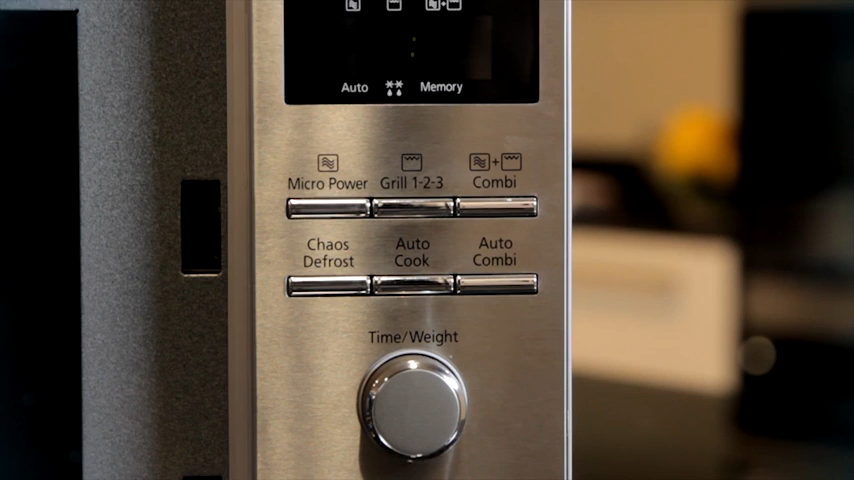 Auto Memory
Micro Power Grill 1-2-3 Combi
Chaos Defrost
Auto Cook
Auto Combi
Time/Weight